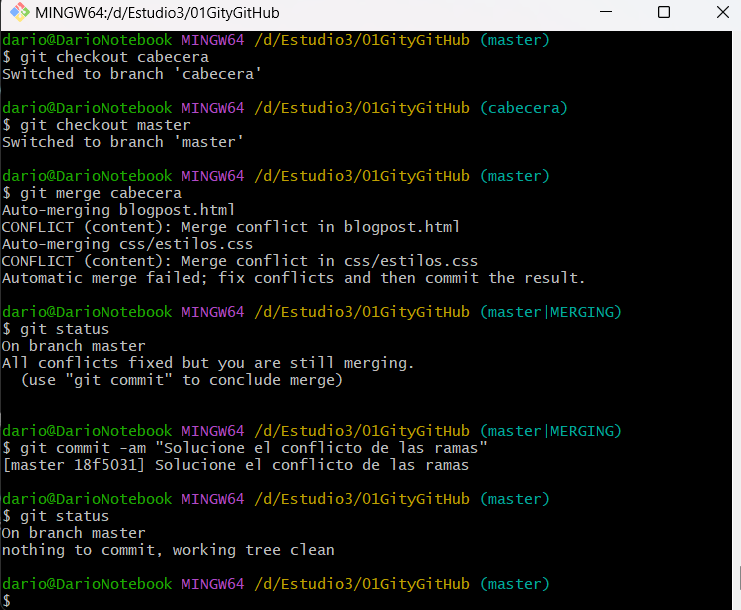 MINGW64:/d/Estudio3/01GityGitHub
dario@DarioNotebook MINGW64 /d/Estudio3/01GityGitHub (master)
$ git checkout cabecera
Switched to branch 'cabecera'
dario@DarioNotebook MINGW64 /d/Estudio3/01GityGitHub (cabecera)
$ git checkout master
Switched to branch 'master'
dario@DarioNotebook MINGW64 /d/Estudio3/01GityGitHub (master)
$ git merge cabecera
Auto-merging blogpost.html
CONFLICT (content): Merge conflict in blogpost.html
Auto-merging css/estilos.css
CONFLICT (content): Merge conflict in css/estilos.css
Automatic merge failed; fix conflicts and then commit the result.
dario@DarioNotebook MINGW64 /d/Estudio3/01GityGitHub (master|MERGING)
$ git status
On branch master
All conflicts fixed but you are still merging.
  (use "git commit" to conclude merge)
dario@DarioNotebook MINGW64 /d/Estudio3/01GityGitHub (master|MERGING)
$ git commit -am "Solucione el conflicto de las ramas"
[master 18f5031] Solucione el conflicto de las ramas
dario@DarioNotebook MINGW64 /d/Estudio3/01GityGitHub (master)
$ git status
On branch master
nothing to commit, working tree clean
dario@DarioNotebook MINGW64 /d/Estudio3/01GityGitHub (master)
$